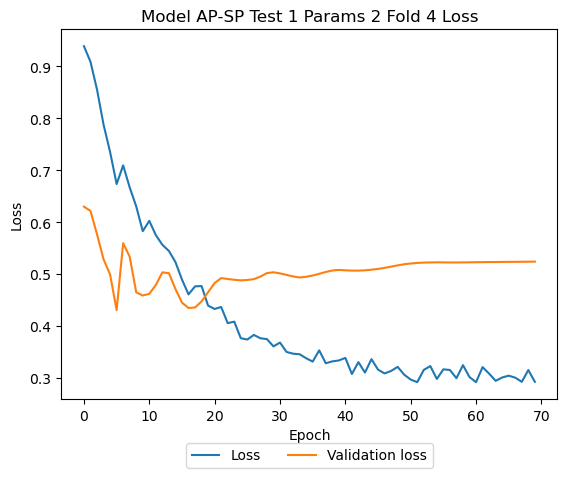 Model AP-SP Test 1 Params 2 Fold 4 Loss
Loss
0.9
0.8
0.7
0.6
0.5
0.4
0.3
0 10 20 30 40 50 60 70
Epoch
Loss Validation loss